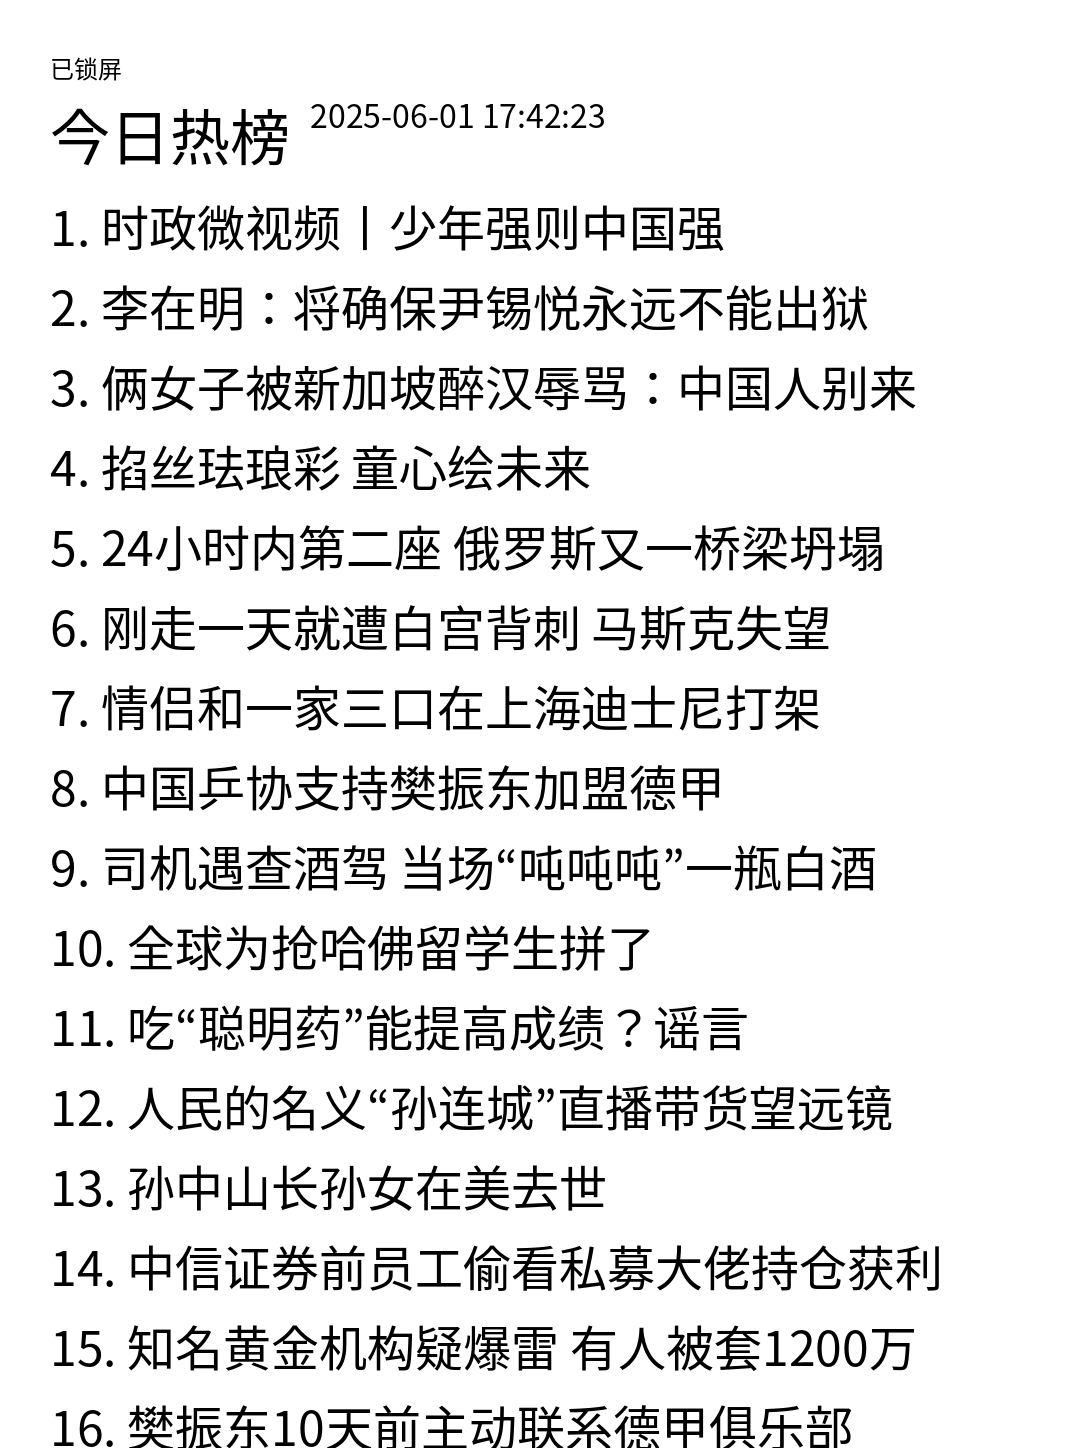 已锁屏
今日热榜 2025-06-01 17:42:23
1. 时政微视频丨少年强则中国强
2. 李在明：将确保尹锡悦永远不能出狱
3. 俩女子被新加坡醉汉辱骂：中国人别来
4. 掐丝珐琅彩 童心绘未来
5. 24小时内第二座 俄罗斯又一桥梁坍塌
6. 刚走一天就遭白宫背刺 马斯克失望
7. 情侣和一家三口在上海迪士尼打架
8. 中国乒协支持樊振东加盟德甲
9. 司机遇查酒驾 当场“吨吨吨”一瓶白酒
10. 全球为抢哈佛留学生拼了
11. 吃“聪明药”能提高成绩？谣言
12. 人民的名义“孙连城”直播带货望远镜
13. 孙中山长孙女在美去世
14. 中信证券前员工偷看私募大佬持仓获利
15. 知名黄金机构疑爆雷 有人被套1200万
16. 樊振东10天前主动联系德甲俱乐部